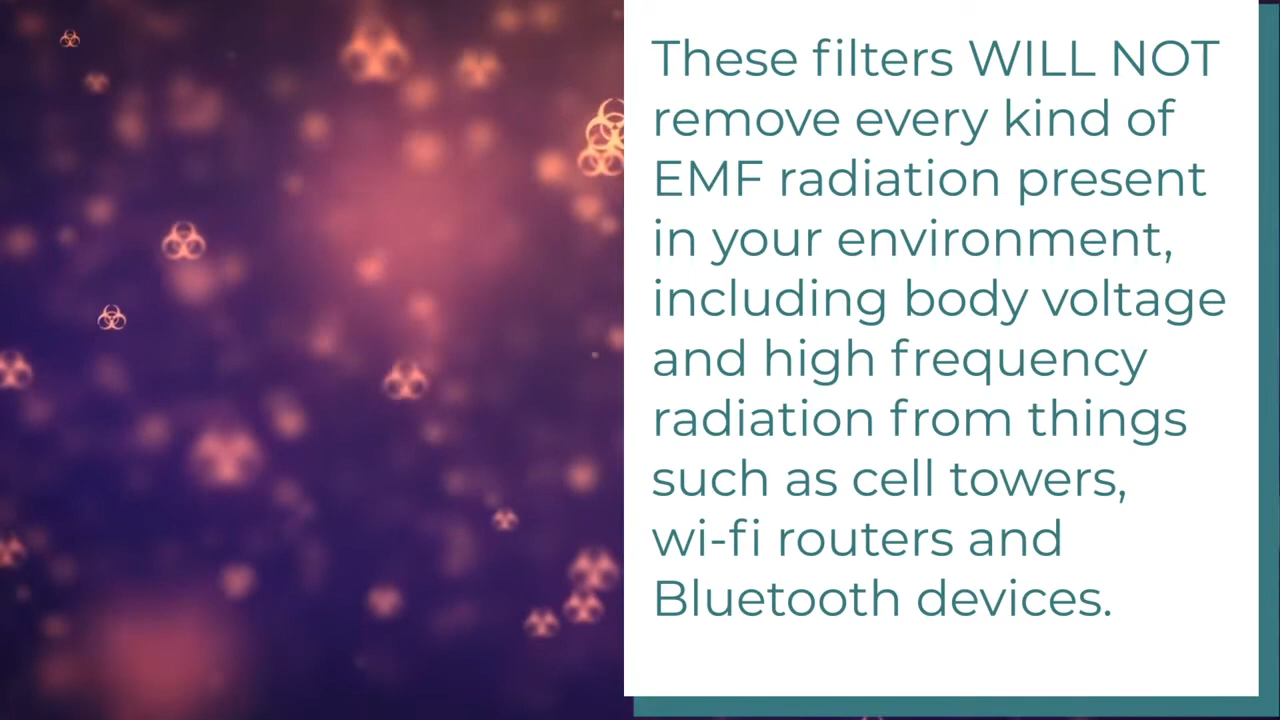 These filters WILL NOT
remove every kind of
EMF radiation present
in your environment,
including body voltage
and high frequency
radiation from things
such as cell towers,
wi-fi routers and
Bluetooth devices.